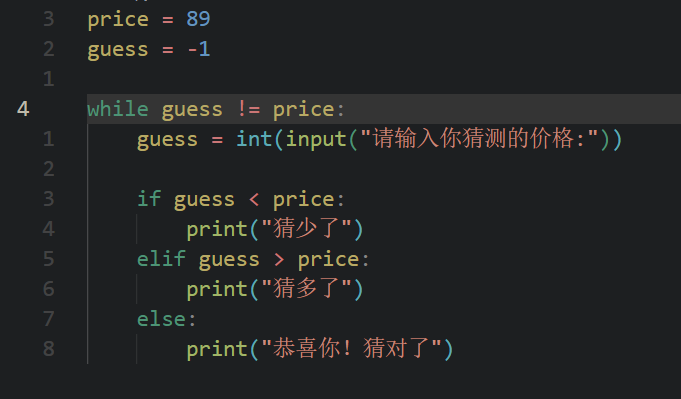 3 price = 89
2 guess = -1
1
4 while guess != price:
1     guess = int(input("请输入你猜测的价格:"))
2
3     if guess < price:
4         print("猜少了")
5     elif guess > price:
6         print("猜多了")
7     else:
8         print("恭喜你！猜对了")